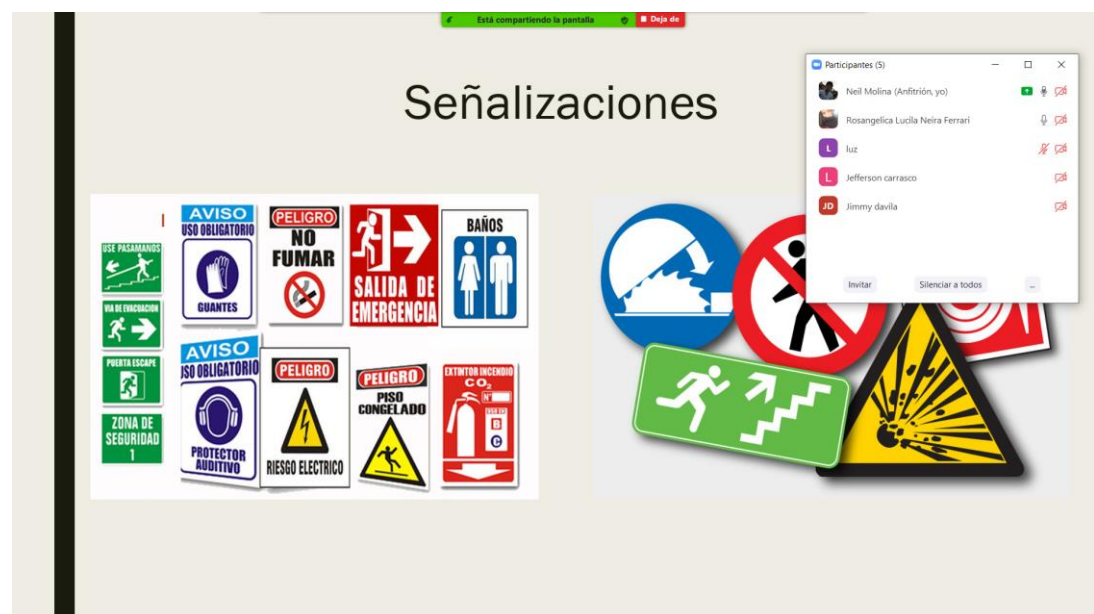 Está compartiendo la pantalla
Deja de
Señalizaciones
Participantes (5)
Neil Molina (Anfitrión, yo)
Rosangelica Lucila Neira Ferrari
L
luz
L
Jefferson carrasco
JD
Jimmy davila
Invitar
Silenciar a todos
...
USE PASAMANOS
VIA DE EVACUACION
PUERTA ESCAPE
ZONA DE
SEGURIDAD
1
AVISO
USO OBLIGATORIO
GUANTES
PELIGRO
NO
FUMAR
SALIDA DE
EMERGENCIA
BAÑOS
AVISO
USO OBLIGATORIO
PROTECTOR
AUDITIVO
PELIGRO
RIESGO ELECTRICO
PELIGRO
PISO
CONGELADO
EXTINTOR INCENDIO
CO2
Nº
B
C